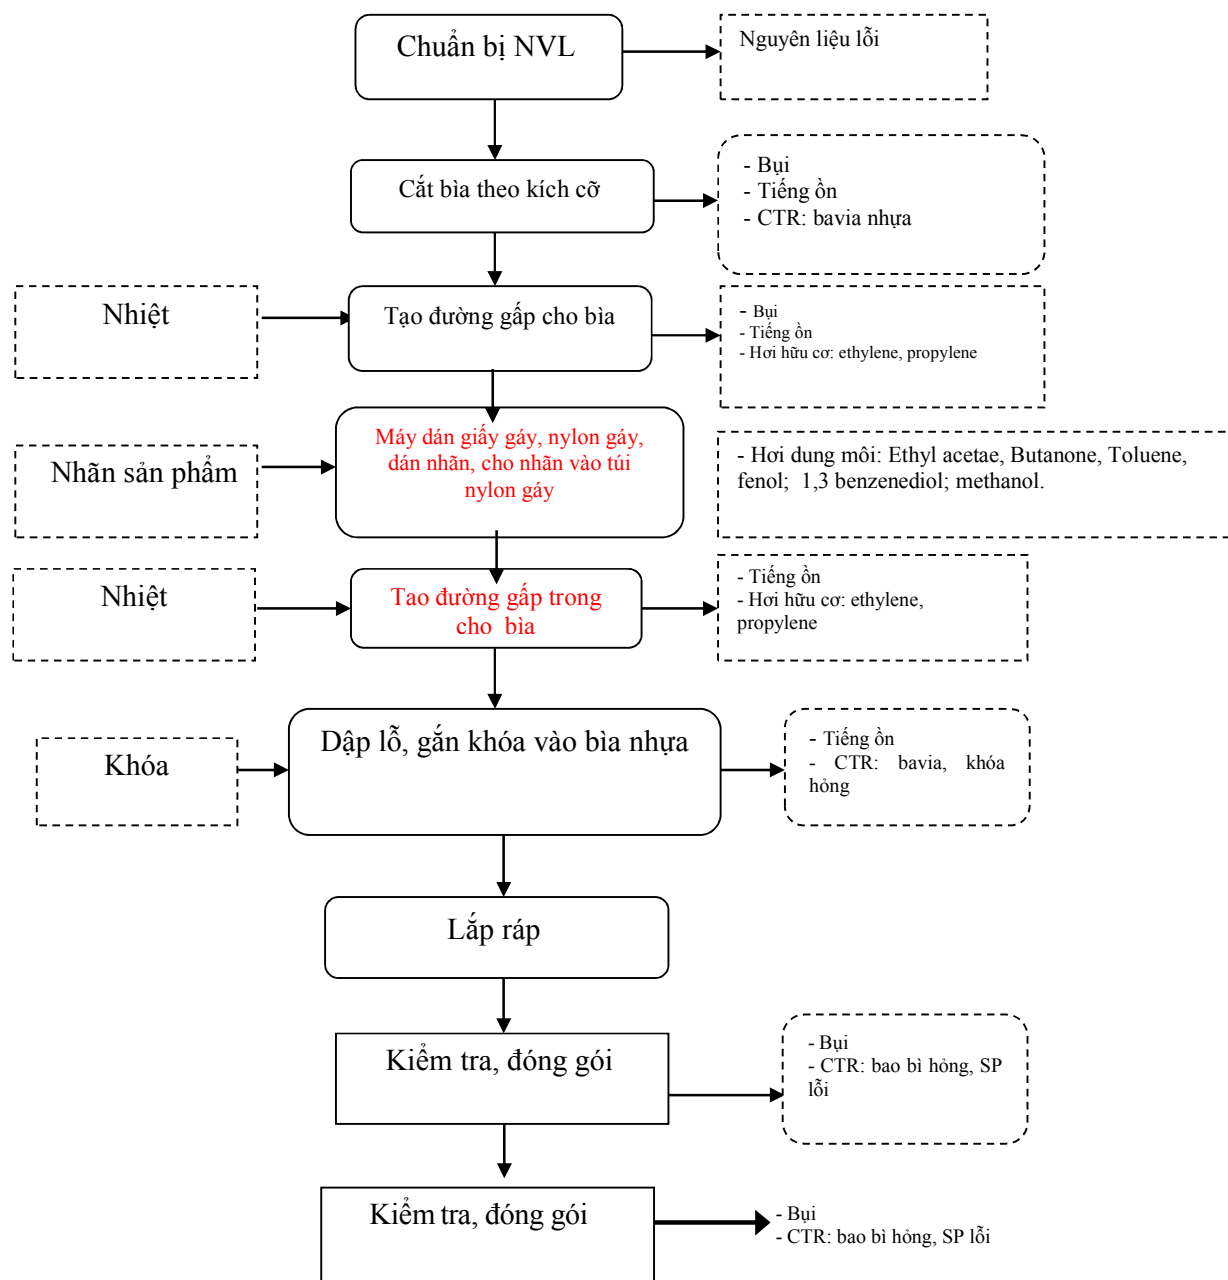 Chuẩn bị NVL
Nguyên liệu lỗi
Cắt bìa theo kích cỡ
- Bụi
- Tiếng ồn
- CTR: bavia nhựa
Nhiệt
Tạo đường gấp cho bìa
- Bụi
- Tiếng ồn
- Hơi hữu cơ: ethylene, propylene
Nhãn sản phẩm
Máy dán giấy gáy, nylon gáy,
dán nhãn, cho nhãn vào túi
nylon gáy
- Hơi dung môi: Ethyl acetae, Butanone, Toluene,
fenol; 1,3 benzenediol; methanol.
Nhiệt
Tao đường gấp trong
cho bìa
- Tiếng ồn
- Hơi hữu cơ: ethylene,
propylene
Khóa
Dập lỗ, gắn khóa vào bìa nhựa
- Tiếng ồn
- CTR: bavia, khóa
hỏng
Lắp ráp
Kiểm tra, đóng gói
- Bụi
- CTR: bao bì hỏng, SP
lỗi
Kiểm tra, đóng gói
- Bụi
- CTR: bao bì hỏng, SP lỗi